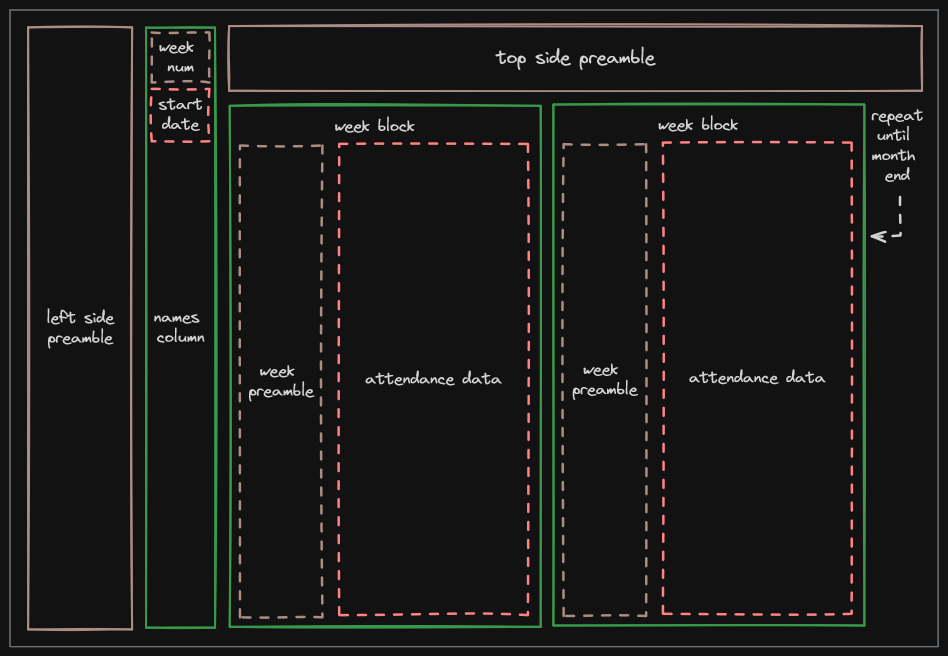 week
num
start
date
top side preamble
week block
week block
repeat
until
month
end
left side
preamble
names
column
week
preamble
attendance data
week
preamble
attendance data